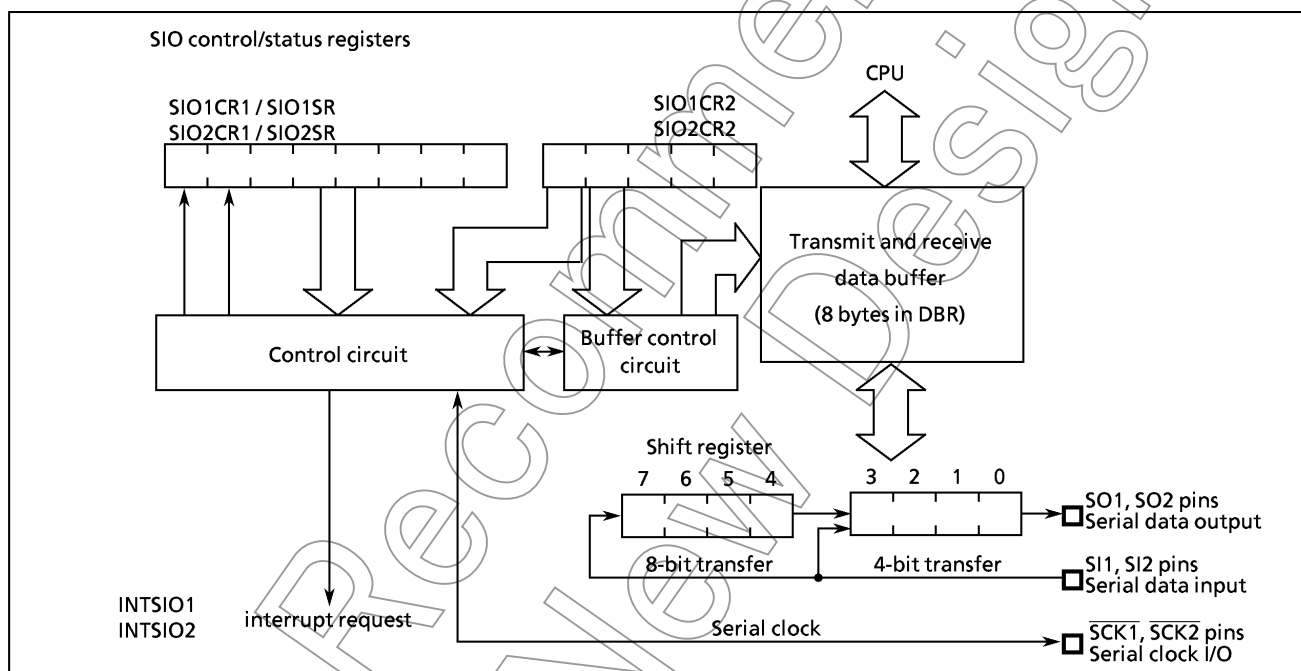 SIO control/status registers
CPU
SIO1CR1 / SIO1SR
SIO2CR1 / SIO2SR
SIO1CR2
SIO2CR2
Transmit and receive
data buffer
(8 bytes in DBR)
Control circuit
Buffer control
circuit
Shift register
7 6 5 4 3 2 1 0
SO1, SO2 pins
Serial data output
8-bit transfer
4-bit transfer
SI1, SI2 pins
Serial data input
INTSIO1
INTSIO2
interrupt request
Serial clock
SCK1, SCK2 pins
Serial clock I/O
Recommen
New Design